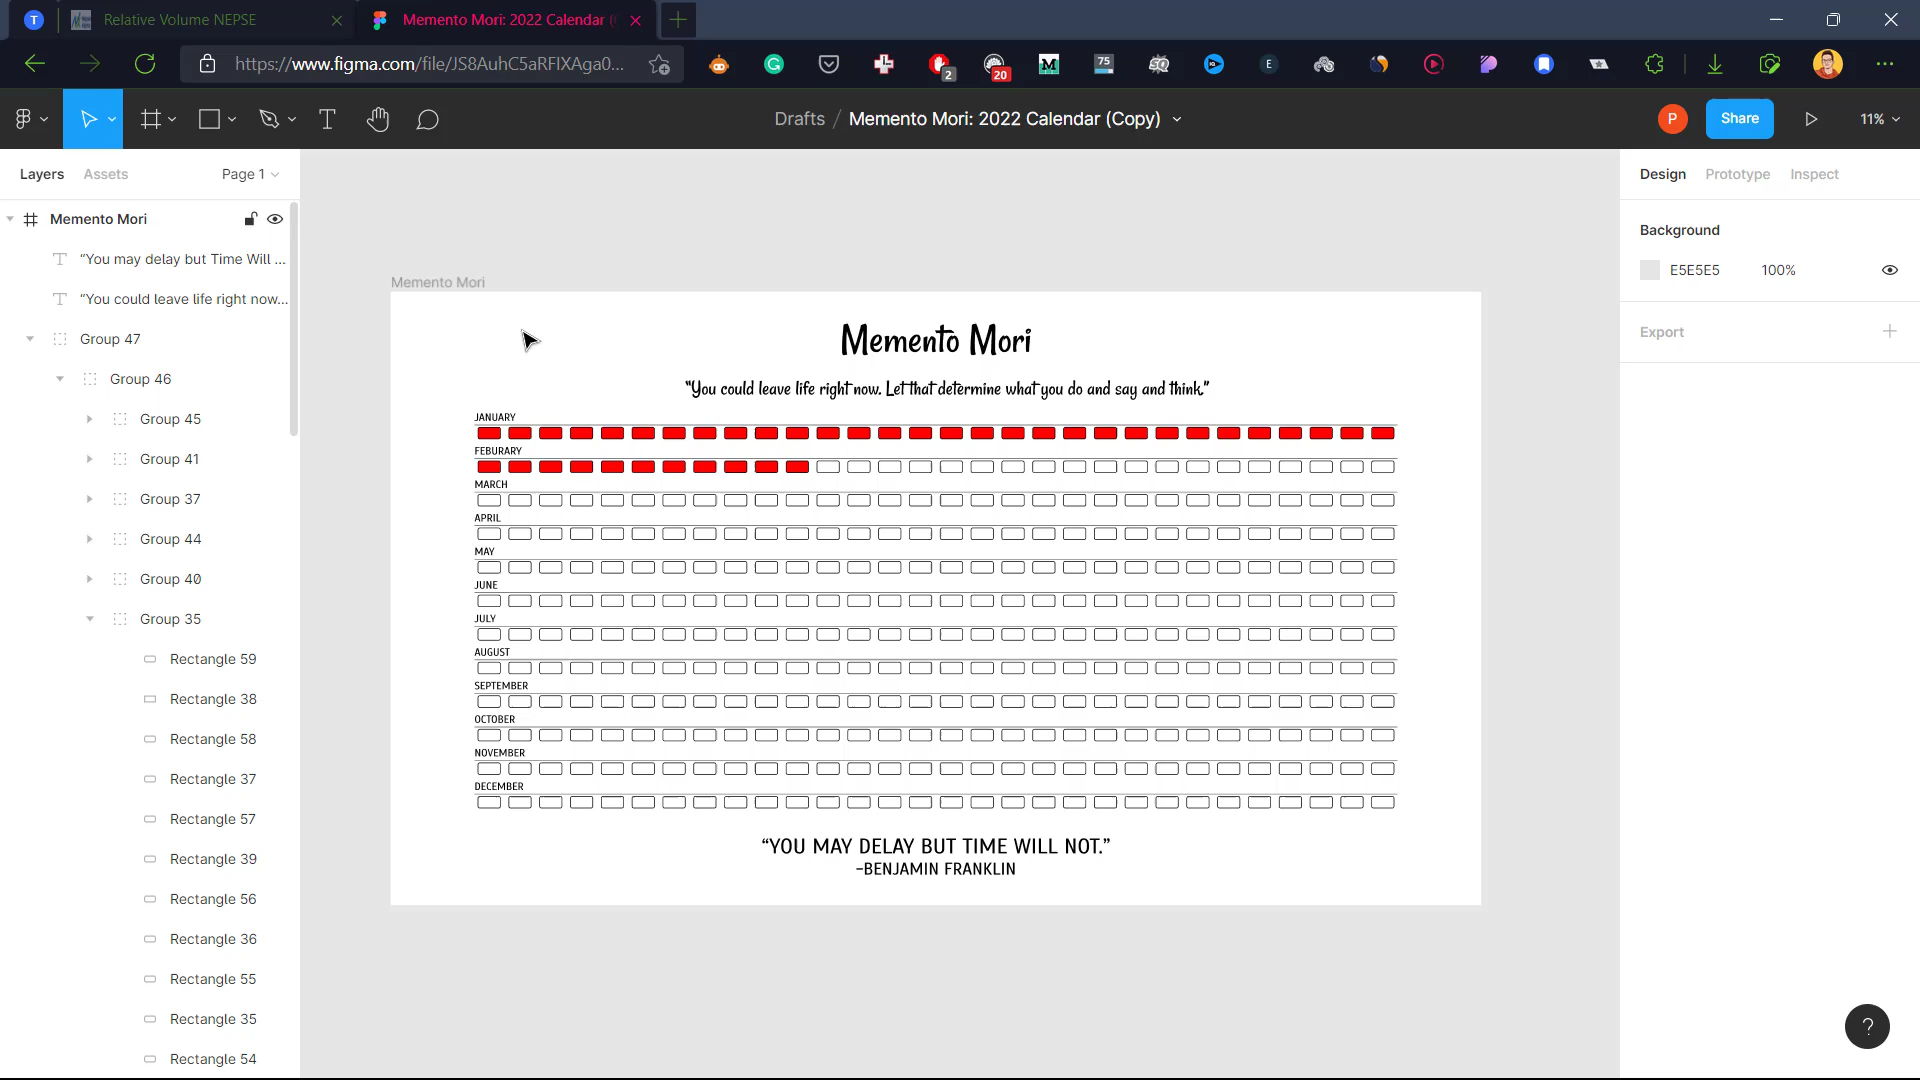 T
Relative Volume NEPSE
Memento Mori: 2022 Calendar (
https://www.figma.com/file/JS8AuhC5aRFIXAga0...
2
20
75
E
Drafts / Memento Mori: 2022 Calendar (Copy)
P
Share
11%
Layers
Assets
Page 1
Memento Mori
“You may delay but Time Will ...
“You could leave life right now...
Group 47
Group 46
Group 45
Group 41
Group 37
Group 44
Group 40
Group 35
Rectangle 59
Rectangle 38
Rectangle 58
Rectangle 37
Rectangle 57
Rectangle 39
Rectangle 56
Rectangle 36
Rectangle 55
Rectangle 35
Rectangle 54
Memento Mori
Memento Mori
“You could leave life right now. Let that determine what you do and say and think.”
JANUARY
FEBURARY
MARCH
APRIL
MAY
JUNE
JULY
AUGUST
SEPTEMBER
OCTOBER
NOVEMBER
DECEMBER
“YOU MAY DELAY BUT TIME WILL NOT.”
–BENJAMIN FRANKLIN
Design
Prototype
Inspect
Background
E5E5E5 100%
Export
?